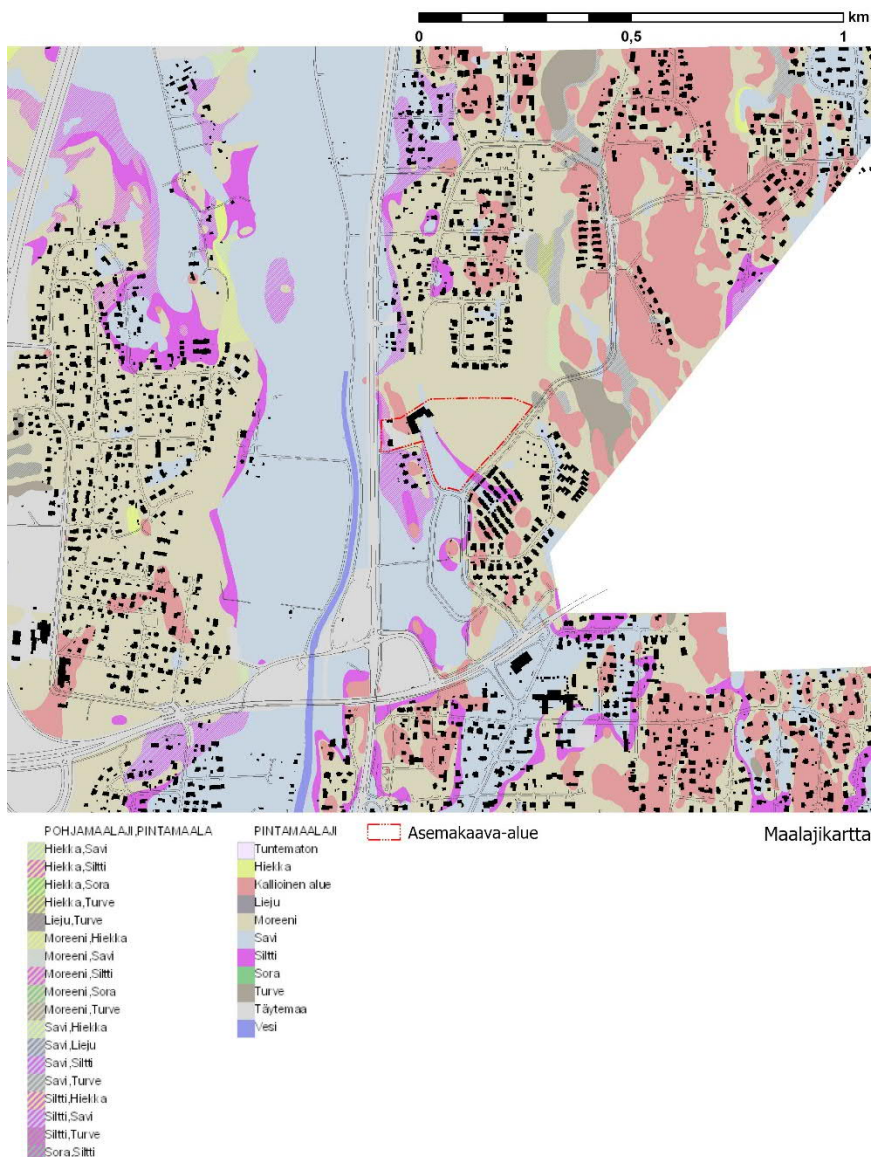 km
0 0,5 1
POHJAMAALAJI,PINTAMAALA
Hiekka,Savi
Hiekka,Siltti
Hiekka,Sora
Hiekka,Turve
Lieju,Turve
Moreeni,Hiekka
Moreeni,Savi
Moreeni,Siltti
Moreeni,Sora
Moreeni,Turve
Savi,Hiekka
Savi,Lieju
Savi,Siltti
Savi,Turve
Siltti,Hiekka
Siltti,Savi
Siltti,Turve
Sora,Siltti
PINTAMAALAJI
Tuntematon
Hiekka
Kallioinen alue
Lieju
Moreeni
Savi
Siltti
Sora
Turve
Täytemaa
Vesi
Asemakaava-alue
Maalajikartta